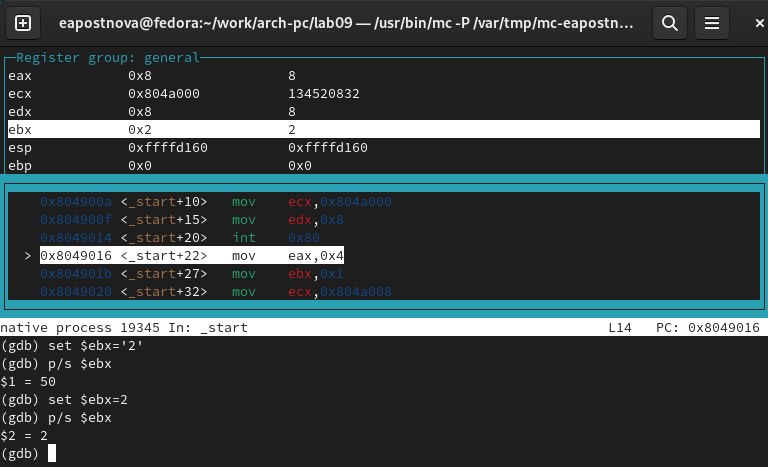 eapostnova@fedora:~/work/arch-pc/lab09 — /usr/bin/mc -P /var/tmp/mc-eapostn…
Register group: general
eax 0x8 8
ecx 0x804a000 134520832
edx 0x8 8
ebx 0x2 2
esp 0xffffd160 0xffffd160
ebp 0x0 0x0
0x804900a <_start+10> mov ecx,0x804a000
0x804900f <_start+15> mov edx,0x8
0x8049014 <_start+20> int 0x80
> 0x8049016 <_start+22> mov eax,0x4
0x804901b <_start+27> mov ebx,0x1
0x8049020 <_start+32> mov ecx,0x804a008
native process 19345 In: _start L14 PC: 0x8049016
(gdb) set $ebx='2'
(gdb) p/s $ebx
$1 = 50
(gdb) set $ebx=2
(gdb) p/s $ebx
$2 = 2
(gdb)